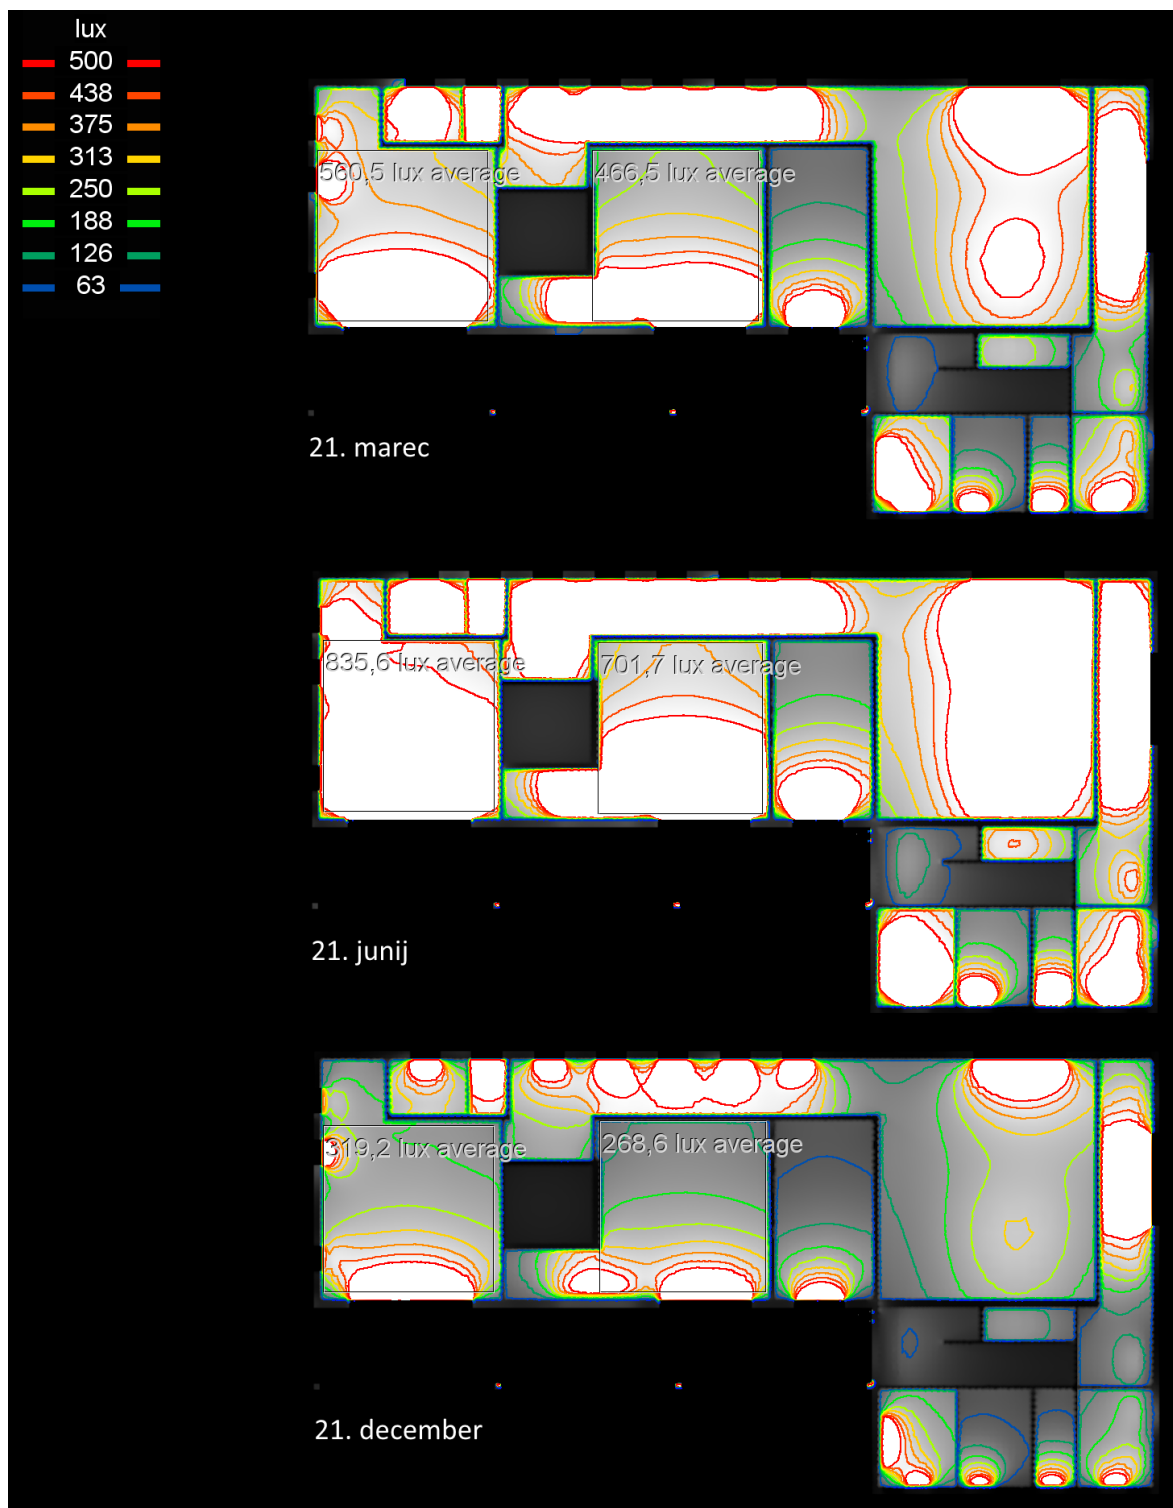 lux
500
438
375
313
250
188
126
63
560,5 lux average
466,5 lux average
21. marec
835,6 lux average
701,7 lux average
21. junij
319,2 lux average
268,6 lux average
21. december